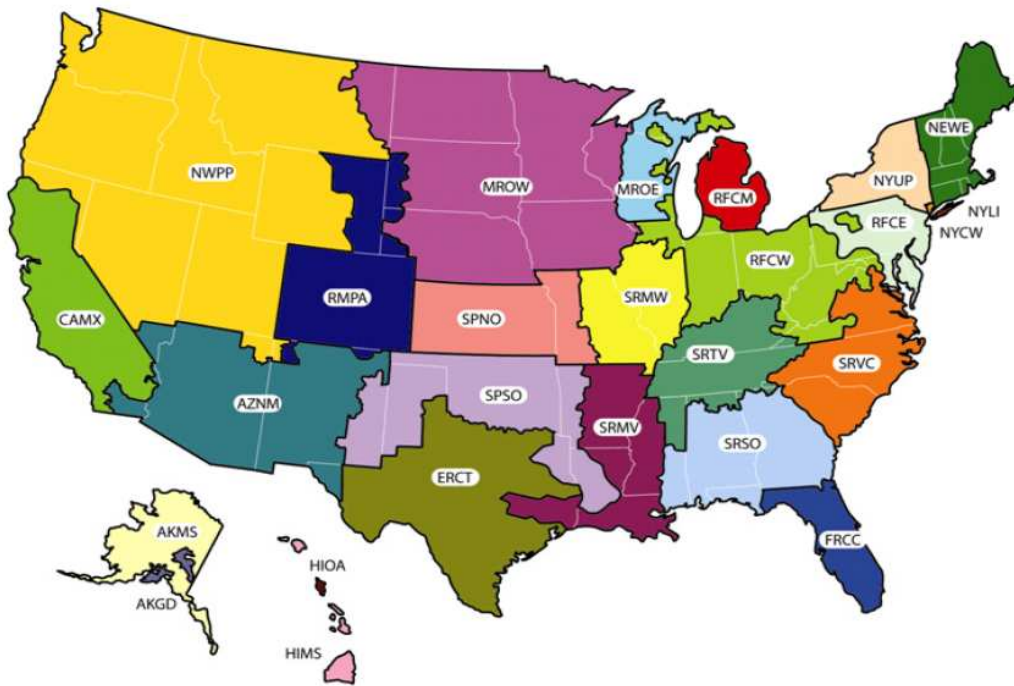 NEWE
NWPP
NYUP
MROW
MROE
RFCM
NYLI
RFCE
NYCW
RFCW
RMPA
SRMW
CAMX
SPNO
SRTV
SRVC
AZNM
SPSO
SRMV
SRSO
ERCT
AKMS
FRCC
HIOA
AKGD
HIMS